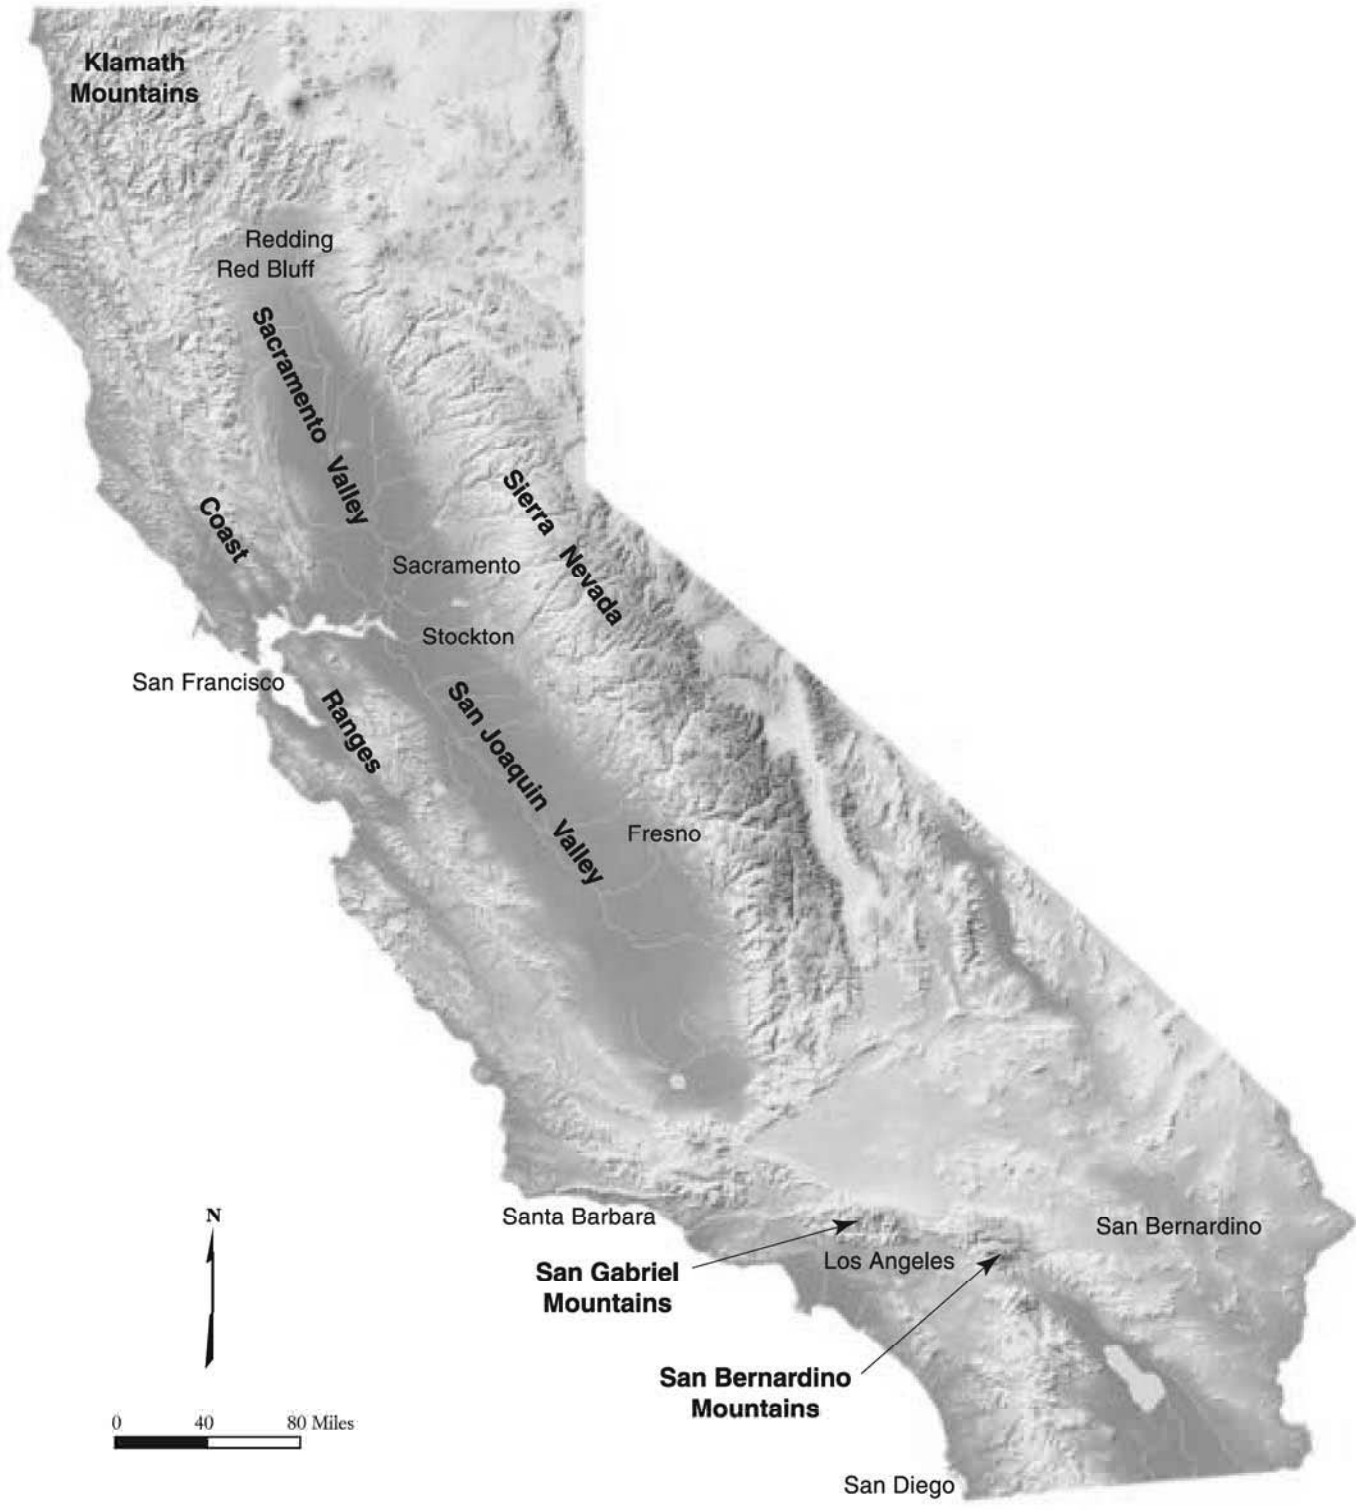 Klamath
Mountains
Redding
Red Bluff
Sacramento Valley
Sierra Nevada
Coast
Sacramento
Stockton
San Francisco
Ranges
San Joaquin Valley
Fresno
N
Santa Barbara
San Bernardino
San Gabriel
Mountains
Los Angeles
San Bernardino
Mountains
0 40 80 Miles
San Diego